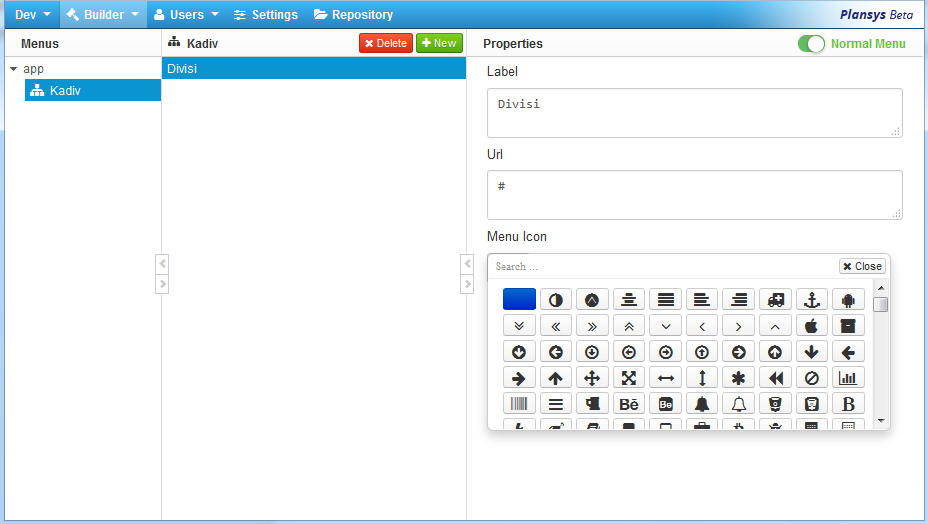 Dev Builder Users Settings Repository Plansys Beta
Menus Kadiv Delete New Properties Normal Menu
app
Kadiv
Divisi
Label
Divisi
Url
#
Menu Icon
Search ... Close